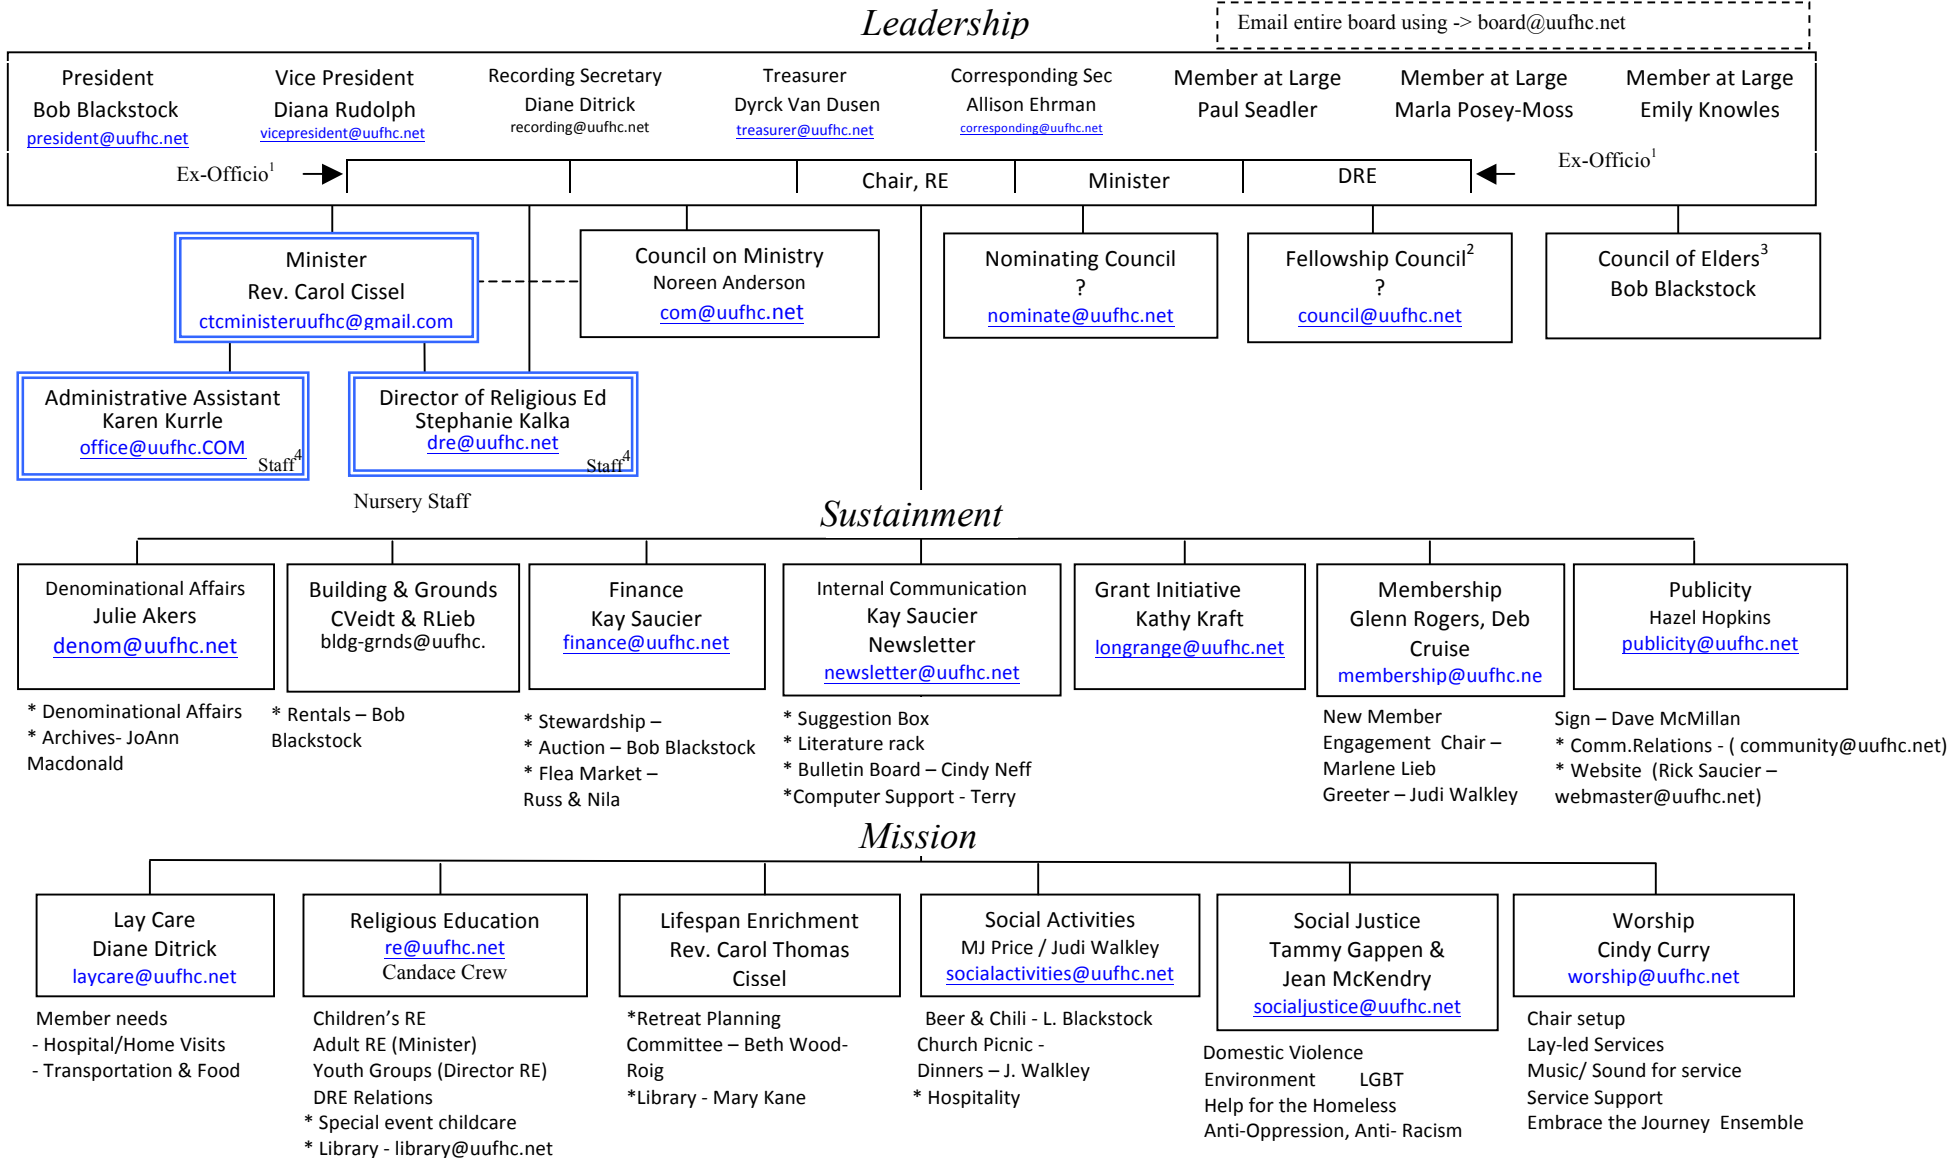 Leadership
Email entire board using -> board@uufhc.net
President
Bob Blackstock
president@uufhc.net
Vice President
Diana Rudolph
vicepresident@uufhc.net
Recording Secretary
Diane Ditrick
recording@uufhc.net
Treasurer
Dyrck Van Dusen
treasurer@uufhc.net
Corresponding Sec
Allison Ehrman
corresponding@uufhc.net
Member at Large
Paul Seadler
Member at Large
Marla Posey-Moss
Member at Large
Emily Knowles
Ex-Officio1
Chair, RE
Minister
DRE
Ex-Officio1
Minister
Rev. Carol Cissel
ctcministeruufhc@gmail.com
Council on Ministry
Noreen Anderson
com@uufhc.net
Nominating Council
?
nominate@uufhc.net
Fellowship Council2
?
council@uufhc.net
Council of Elders3
Bob Blackstock
Administrative Assistant
Karen Kurrle
office@uufhc.COM
Staff4
Director of Religious Ed
Stephanie Kalka
dre@uufhc.net
Staff4
Nursery Staff
Sustainment
Denominational Affairs
Julie Akers
denom@uufhc.net
Building & Grounds
CVeidt & RLieb
bldg-grnds@uufhc.
Finance
Kay Saucier
finance@uufhc.net
Internal Communication
Kay Saucier
Newsletter
newsletter@uufhc.net
Grant Initiative
Kathy Kraft
longrange@uufhc.net
Membership
Glenn Rogers, Deb
Cruise
membership@uufhc.ne
Publicity
Hazel Hopkins
publicity@uufhc.net
* Denominational Affairs
* Archives- JoAnn
Macdonald
* Rentals – Bob
Blackstock
* Stewardship –
* Auction – Bob Blackstock
* Flea Market –
Russ & Nila
* Suggestion Box
* Literature rack
* Bulletin Board – Cindy Neff
*Computer Support - Terry
New Member
Engagement Chair –
Marlene Lieb
Greeter – Judi Walkley
Sign – Dave McMillan
* Comm.Relations - ( community@uufhc.net)
* Website (Rick Saucier –
webmaster@uufhc.net)
Mission
Lay Care
Diane Ditrick
laycare@uufhc.net
Religious Education
re@uufhc.net
Candace Crew
Lifespan Enrichment
Rev. Carol Thomas
Cissel
Social Activities
MJ Price / Judi Walkley
socialactivities@uufhc.net
Social Justice
Tammy Gappen &
Jean McKendry
socialjustice@uufhc.net
Worship
Cindy Curry
worship@uufhc.net
Member needs
- Hospital/Home Visits
- Transportation & Food
Children's RE
Adult RE (Minister)
Youth Groups (Director RE)
DRE Relations
* Special event childcare
* Library - library@uufhc.net
*Retreat Planning
Committee – Beth Wood-
Roig
*Library - Mary Kane
Beer & Chili - L. Blackstock
Church Picnic -
Dinners – J. Walkley
* Hospitality
Domestic Violence
Environment LGBT
Help for the Homeless
Anti-Oppression, Anti- Racism
Chair setup
Lay-led Services
Music/ Sound for service
Service Support
Embrace the Journey Ensemble